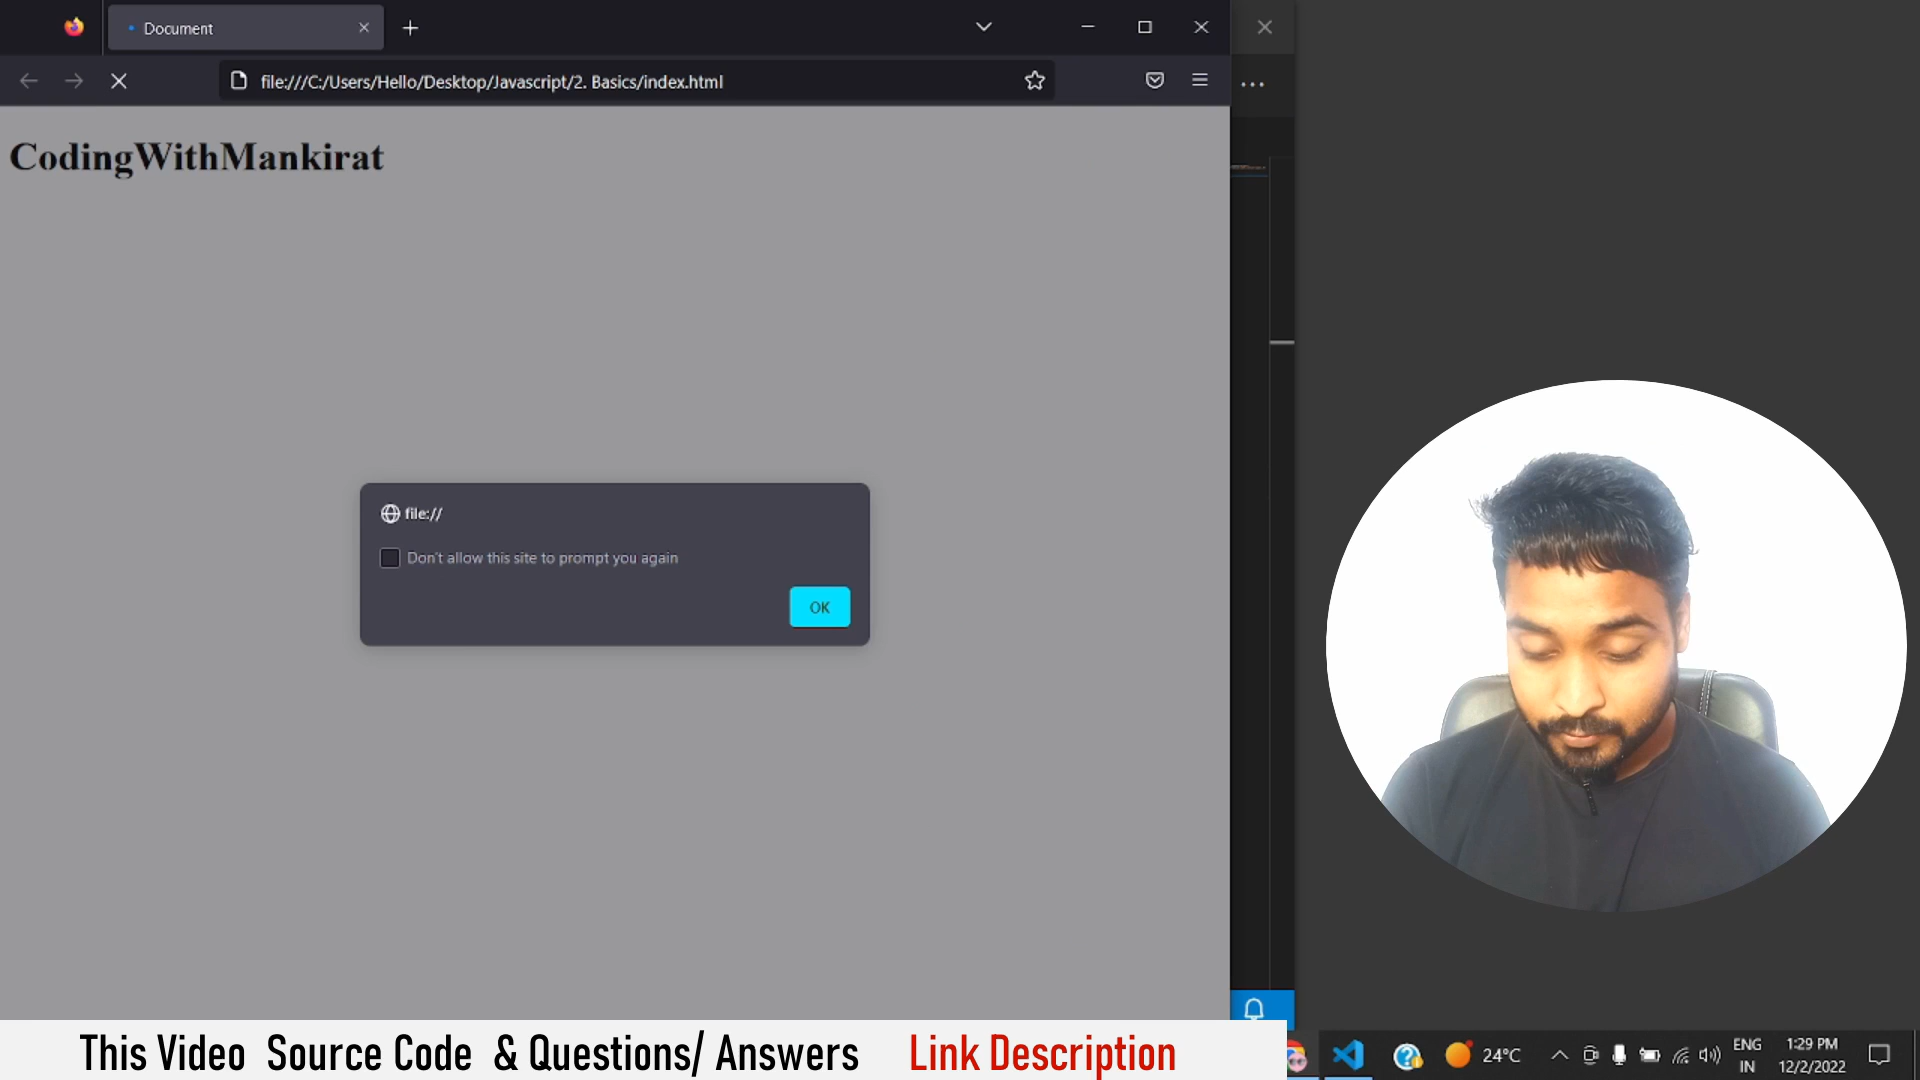 Document
file:///C:/Users/Hello/Desktop/Javascript/2. Basics/index.html
CodingWithMankirat
file://
Don't allow this site to prompt you again
OK
This Video Source Code & Questions/ Answers Link Description
24°C
ENG
IN
1:29 PM
12/2/2022